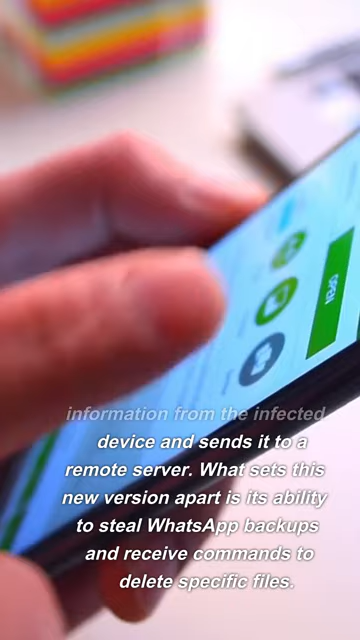 OPEN
information from the infected
device and sends it to a
remote server. What sets this
new version apart is its ability
to steal WhatsApp backups
and receive commands to
delete specific files.